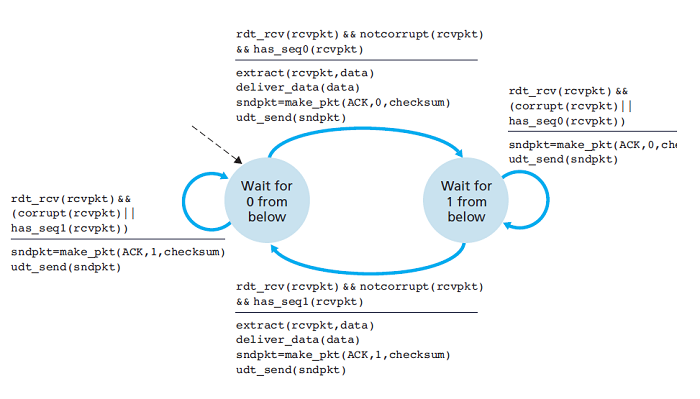 rdt_rcv(rcvpkt) && notcorrupt(rcvpkt)
&& has_seq0(rcvpkt)
extract(rcvpkt,data)
deliver_data(data)
sndpkt=make_pkt(ACK,0,checksum)
udt_send(sndpkt)
rdt_rcv(rcvpkt) &&
(corrupt(rcvpkt)||
has_seq0(rcvpkt))
sndpkt=make_pkt(ACK,0,che
udt_send(sndpkt)
Wait for
0 from
below
Wait for
1 from
below
rdt_rcv(rcvpkt) &&
(corrupt(rcvpkt)||
has_seq1(rcvpkt))
sndpkt=make_pkt(ACK,1,checksum)
udt_send(sndpkt)
rdt_rcv(rcvpkt) && notcorrupt(rcvpkt)
&& has_seq1(rcvpkt)
extract(rcvpkt,data)
deliver_data(data)
sndpkt=make_pkt(ACK,1,checksum)
udt_send(sndpkt)